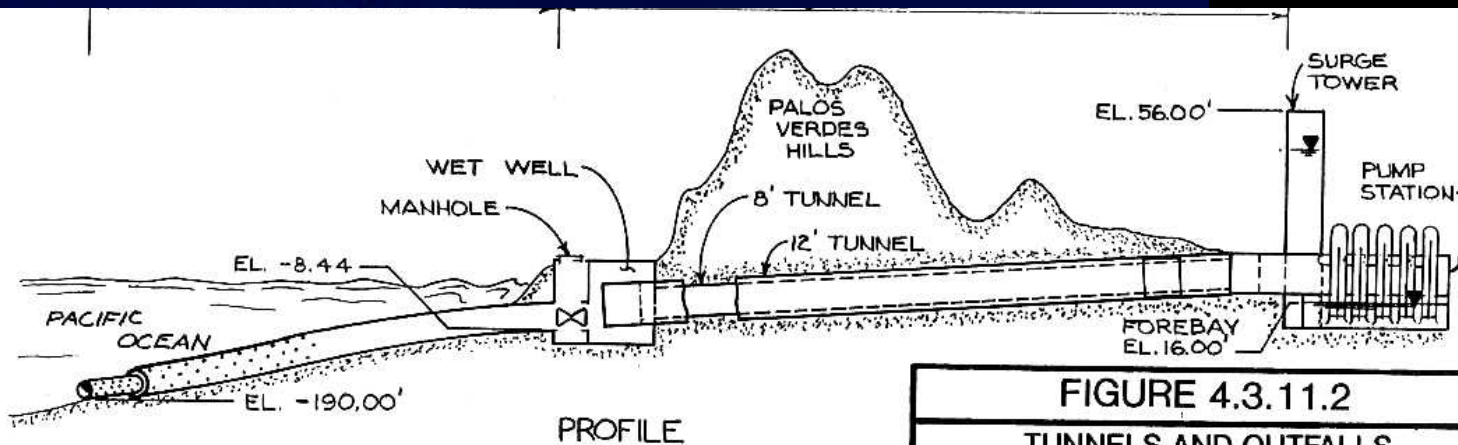 SURGE
TOWER
EL. 56.00'
PALOS
VERDES
HILLS
PUMP
STATION
WET WELL
MANHOLE
8' TUNNEL
12' TUNNEL
EL. -8.44
PACIFIC
OCEAN
FOREBAY
EL. 16.00'
EL. -190.00'
PROFILE
FIGURE 4.3.11.2
TUNNELS AND OUTFALLS